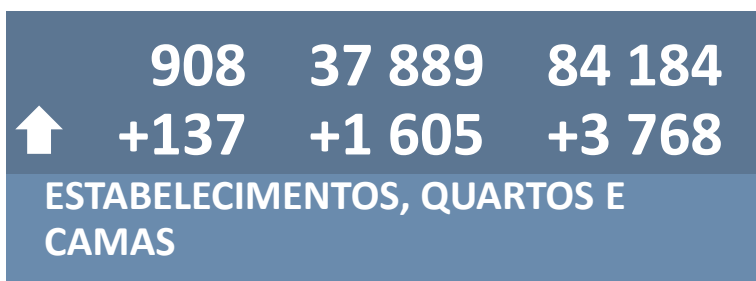 908 37 889 84 184
+137 +1 605 +3 768
ESTABELECIMENTOS, QUARTOS E
CAMAS